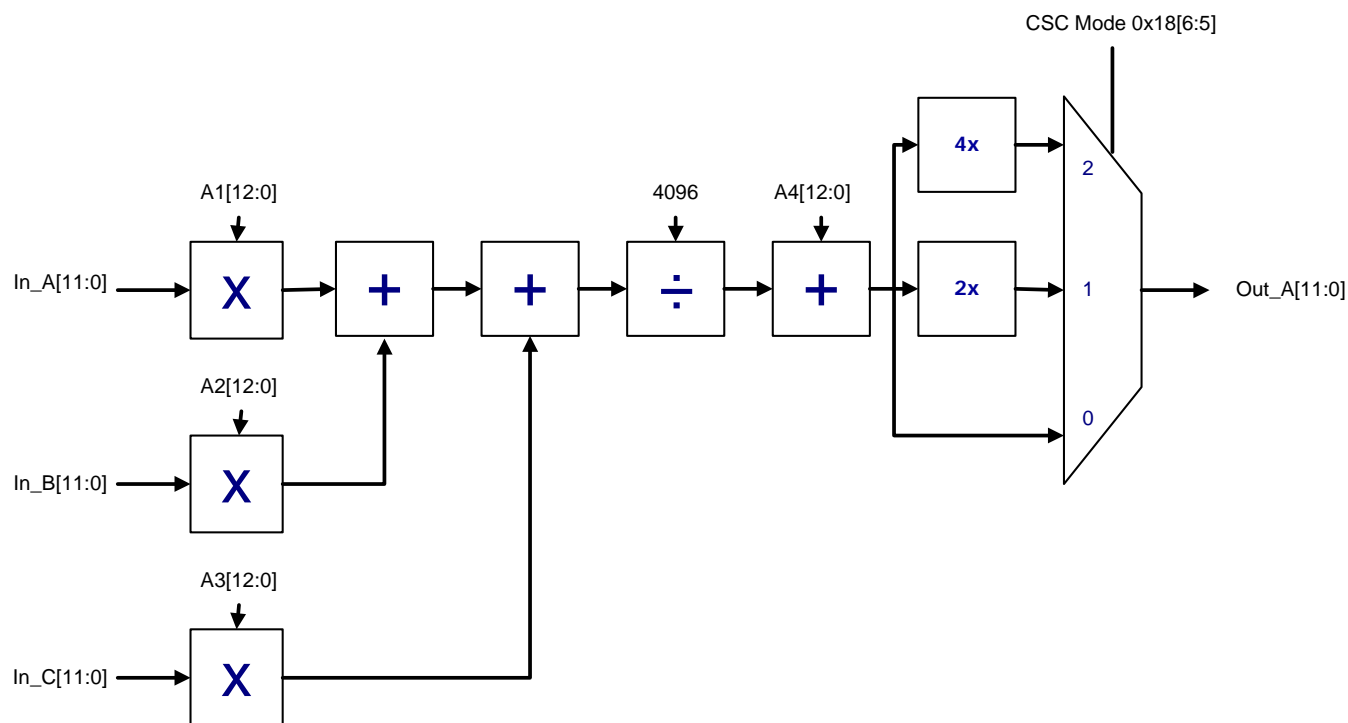 CSC Mode 0x18[6:5]
4x
2
A1[12:0]
4096
A4[12:0]
In_A[11:0]
X
+
+
÷
+
2x
1
Out_A[11:0]
A2[12:0]
0
In_B[11:0]
X
A3[12:0]
In_C[11:0]
X